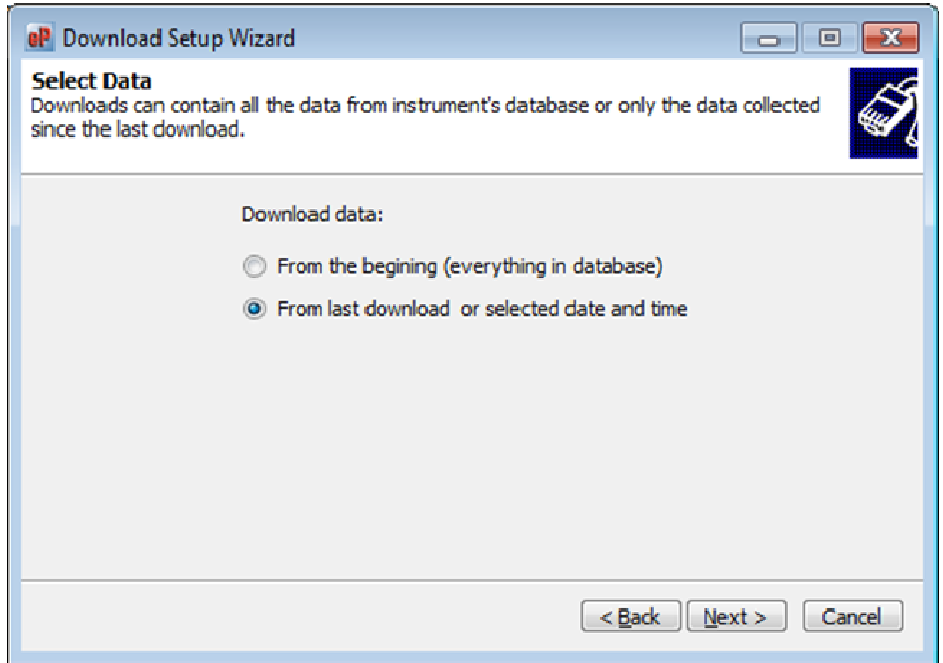 oP Download Setup Wizard
Select Data
Downloads can contain all the data from instrument's database or only the data collected
since the last download.
Download data:
From the begining (everything in database)
From last download or selected date and time
< Back Next > Cancel